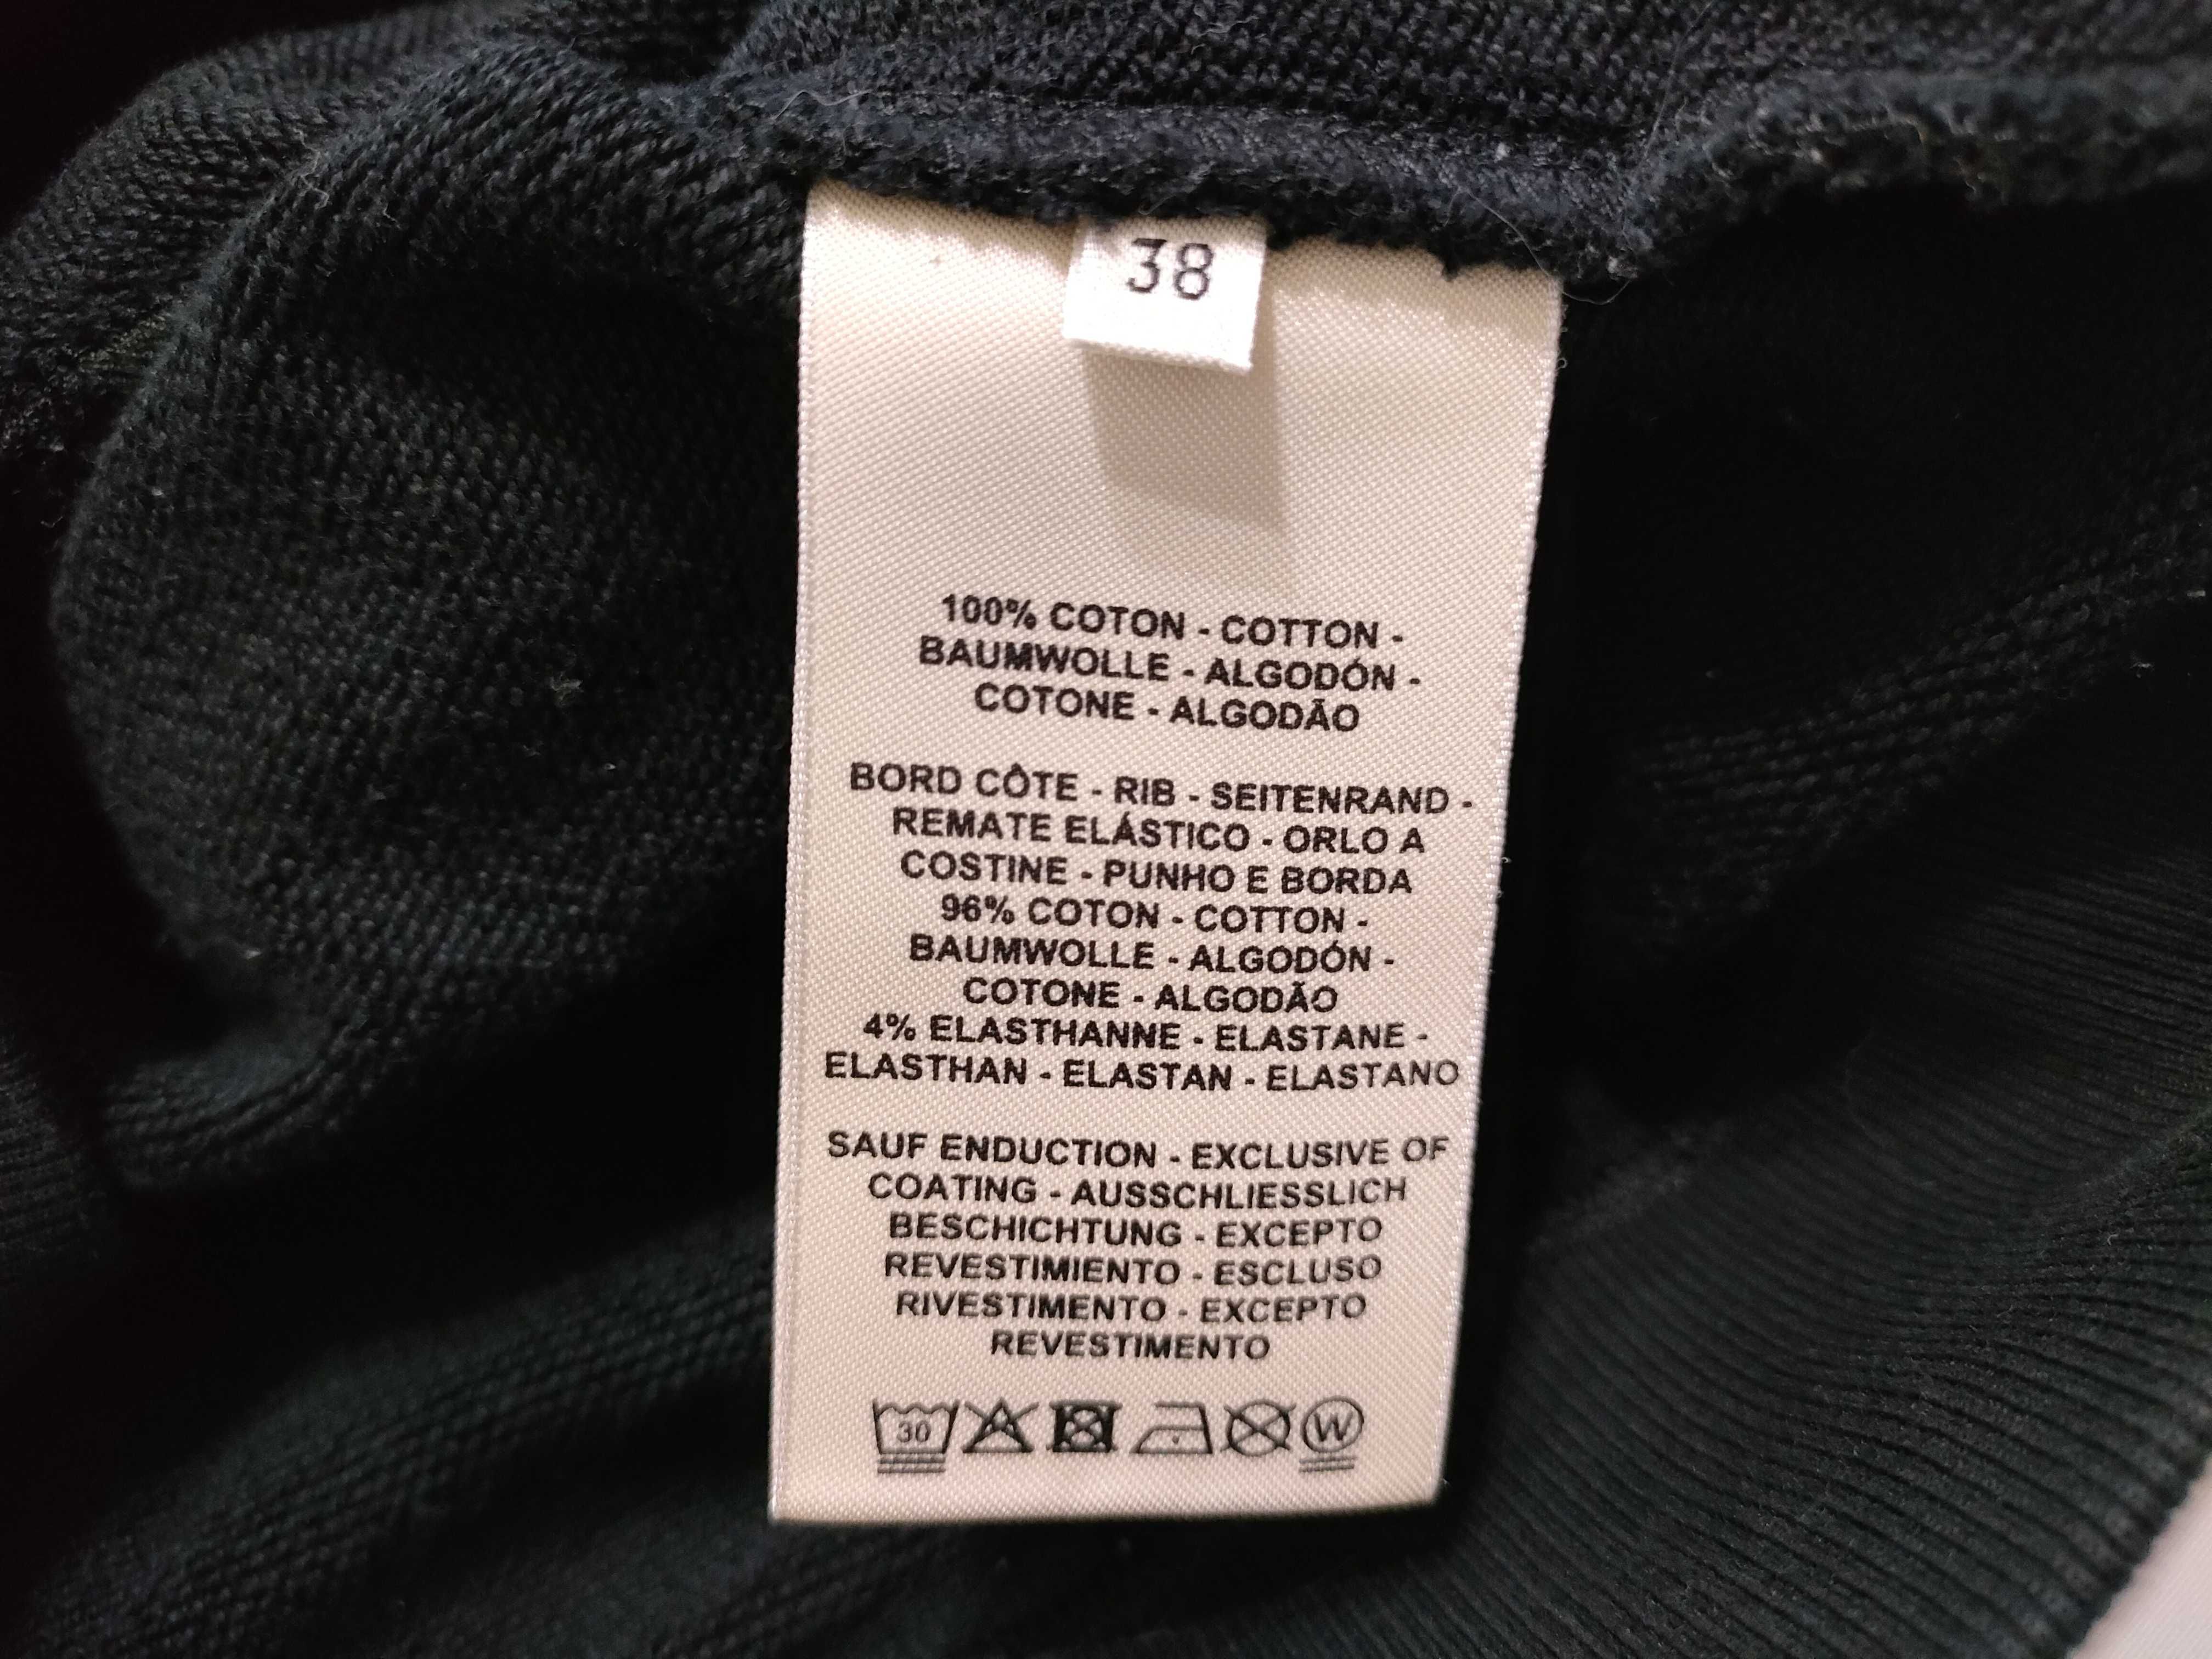 38
100% COTON - COTTON -
BAUMWOLLE - ALGODÓN -
COTONE - ALGODÃO
BORD CÔTE - RIB - SEITENRAND -
REMATE ELÁSTICO - ORLO A
COSTINE - PUNHO E BORDA
96% COTON - COTTON -
BAUMWOLLE - ALGODÓN -
COTONE - ALGODÃO
4% ELASTHANNE - ELASTANE -
ELASTHAN - ELASTAN - ELASTANO
SAUF ENDUCTION - EXCLUSIVE OF
COATING - AUSSCHLIESSLICH
BESCHICHTUNG - EXCEPTO
REVESTIMIENTO - ESCLUSO
RIVESTIMENTO - EXCEPTO
REVESTIMENTO
30 W